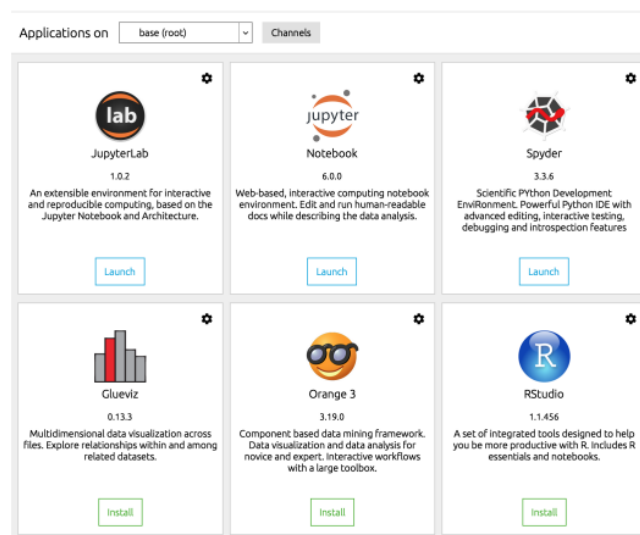 Applications on base (root) Channels
lab
JupyterLab
1.0.2
An extensible environment for interactive
and reproducible computing, based on the
Jupyter Notebook and Architecture.
Launch
jupyter
Notebook
6.0.0
Web-based, interactive computing notebook
environment. Edit and run human-readable
docs while describing the data analysis.
Launch
Spyder
3.3.6
Scientific PYthon Development
EnviRonment. Powerful Python IDE with
advanced editing, interactive testing,
debugging and introspection features
Launch
Glueviz
0.13.3
Multidimensional data visualization across
files. Explore relationships within and among
related datasets.
Install
Orange 3
3.19.0
Component based data mining framework.
Data visualization and data analysis for
novice and expert. Interactive workflows
with a large toolbox.
Install
R
RStudio
1.1.456
A set of integrated tools designed to help
you be more productive with R. Includes R
essentials and notebooks.
Install